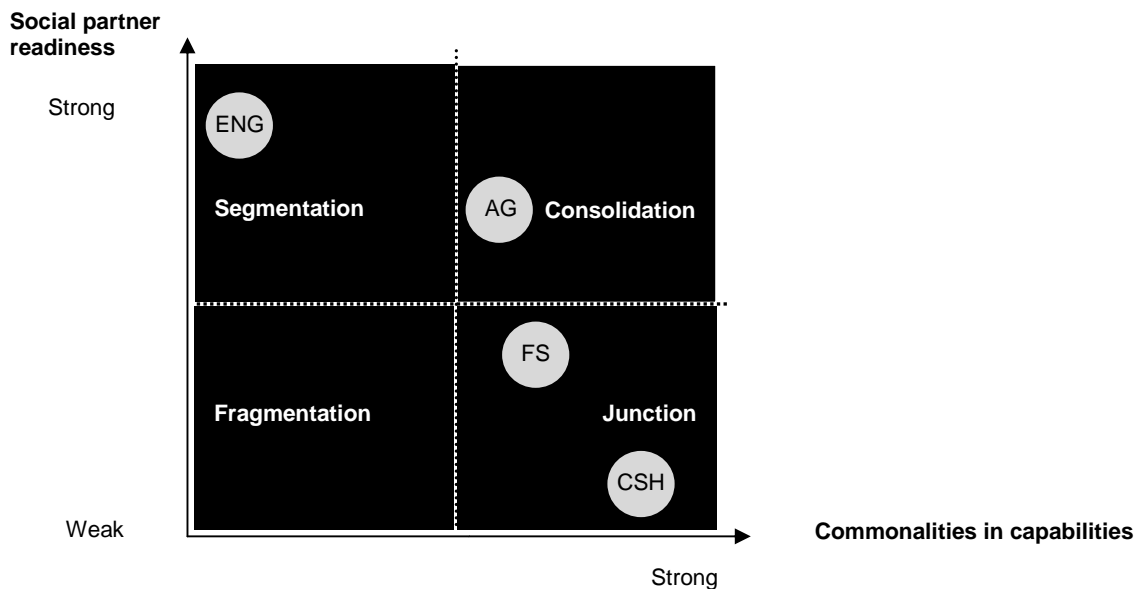 Social partner
readiness
Strong
ENG
Segmentation
AG
Consolidation
FS
Fragmentation
Junction
CSH
Weak
Commonalities in capabilities
Strong